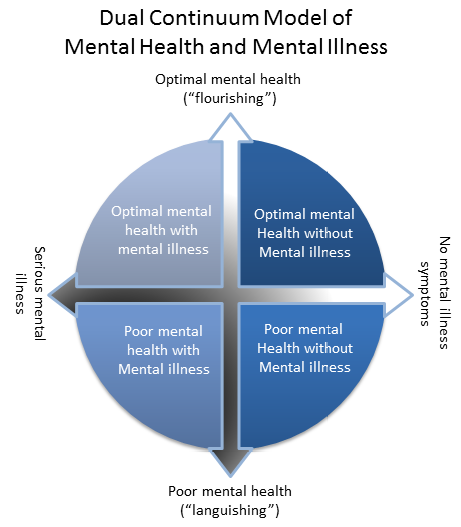 Dual Continuum Model of
Mental Health and Mental Illness
Optimal mental health
(“flourishing”)
Optimal mental
health with
mental illness
Optimal mental
Health without
Mental illness
Serious mental
illness
No mental illness
symptoms
Poor mental
health with
Mental illness
Poor mental
Health without
Mental illness
Poor mental health
(“languishing”)